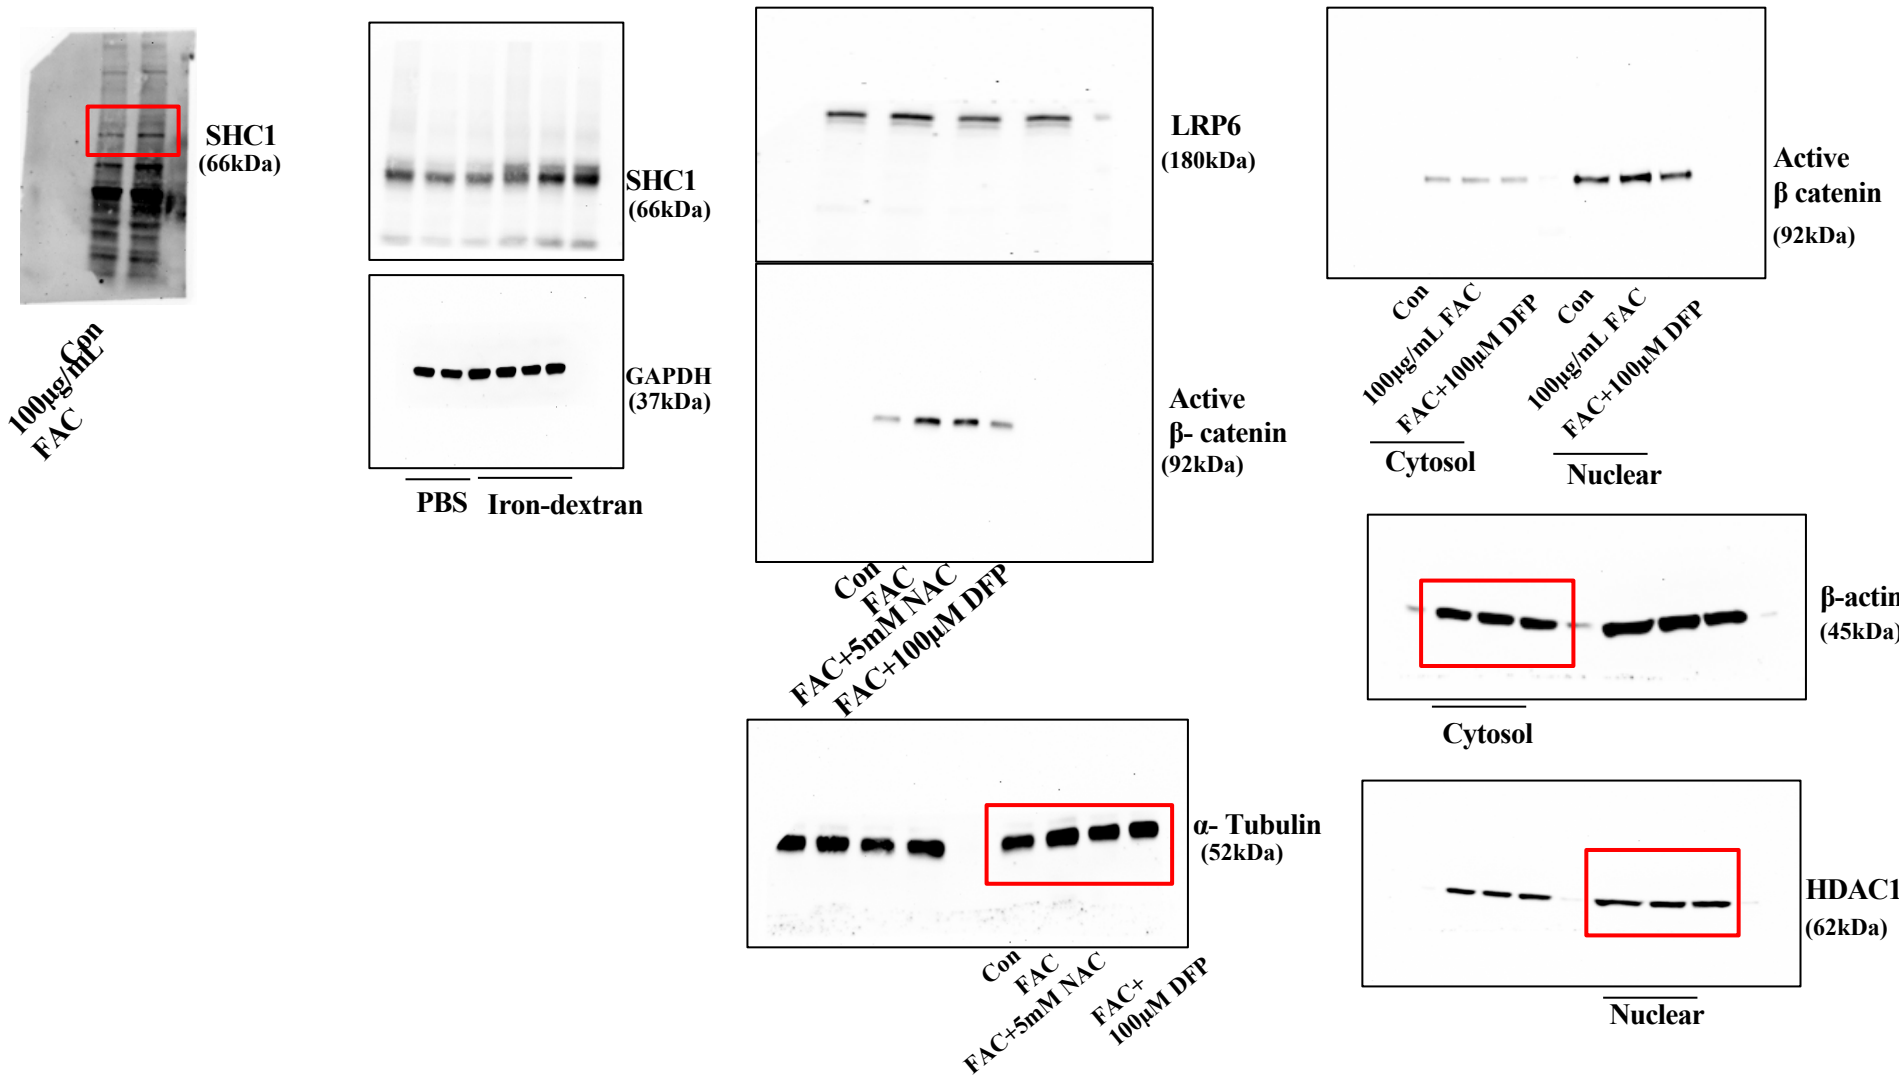 SHC1
(66kDa)
Con
100µg/mL
FAC
SHC1
(66kDa)
GAPDH
(37kDa)
PBS
Iron-dextran
LRP6
(180kDa)
Active
β- catenin
(92kDa)
Con
FAC
FAC+5mM NAC
FAC+100µM DFP
α- Tubulin
(52kDa)
Con
FAC
FAC+5mM NAC
FAC+
100µM DFP
Active
β catenin
(92kDa)
Con
100µg/mL FAC
FAC+100µM DFP
Con
100µg/mL FAC
FAC+100µM DFP
Cytosol
Nuclear
β-actin
(45kDa)
Cytosol
HDAC1
(62kDa)
Nuclear